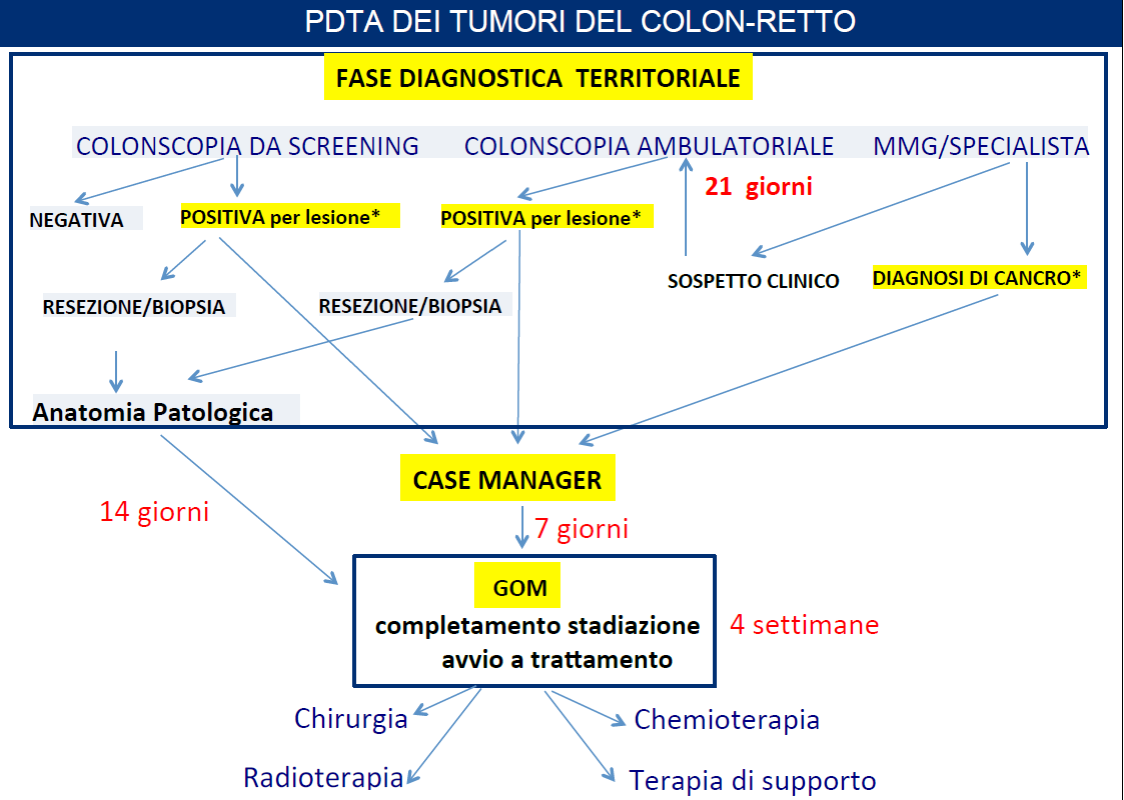 PDTA DEI TUMORI DEL COLON-RETTO
FASE DIAGNOSTICA TERRITORIALE
COLONSCOPIA DA SCREENING
COLONSCOPIA AMBULATORIALE
MMG/SPECIALISTA
21 giorni
NEGATIVA
POSITIVA per lesione*
POSITIVA per lesione*
SOSPETTO CLINICO
DIAGNOSI DI CANCRO*
RESEZIONE/BIOPSIA
RESEZIONE/BIOPSIA
Anatomia Patologica
CASE MANAGER
14 giorni
7 giorni
GOM
completamento stadiazione
avvio a trattamento
4 settimane
Chirurgia
Chemioterapia
Radioterapia
Terapia di supporto